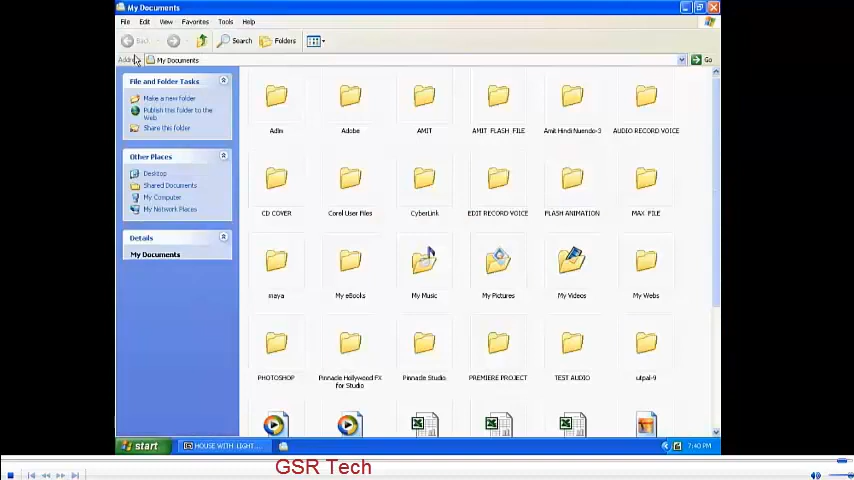 My Documents
File Edit View Favorites Tools Help
Back Search Folders
Address My Documents Go
File and Folder Tasks
Make a new folder
Publish this folder to the
Web
Share this folder
Other Places
Desktop
Shared Documents
My Computer
My Network Places
Details
My Documents
Adlm Adobe AMIT AMIT FLASH FILE Amit Hindi Nuendo-3 AUDIO RECORD VOICE
CD COVER Corel User Files CyberLink EDIT RECORD VOICE FLASH ANIMATION MAX FILE
maya My eBooks My Music My Pictures My Videos My Webs
PHOTOSHOP Pinnacle Hollywood FX
for Studio Pinnacle Studio PREMIERE PROJECT TEST AUDIO utpal-9
start HOUSE WITH LIGHT ... 7:40 PM
GSR Tech